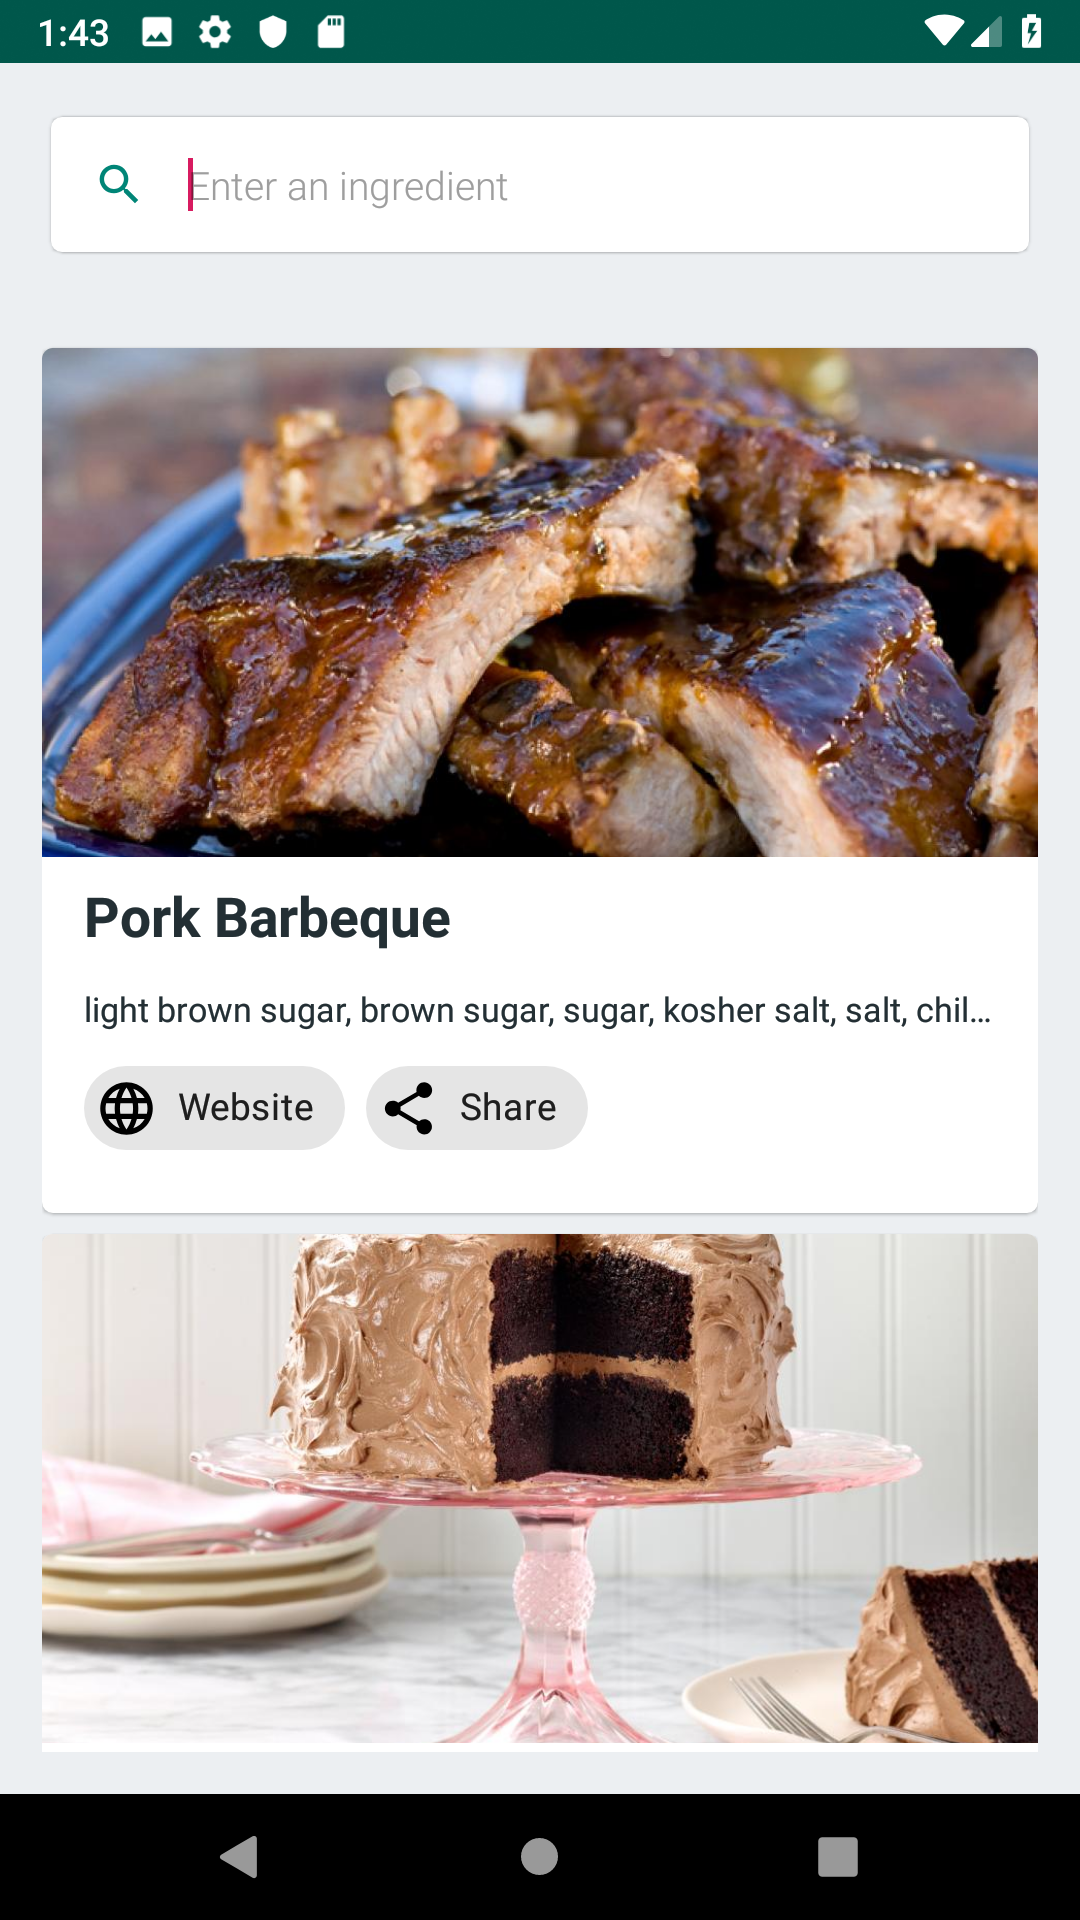 1:43
Enter an ingredient
Pork Barbeque
light brown sugar, brown sugar, sugar, kosher salt, salt, chil...
Website
Share